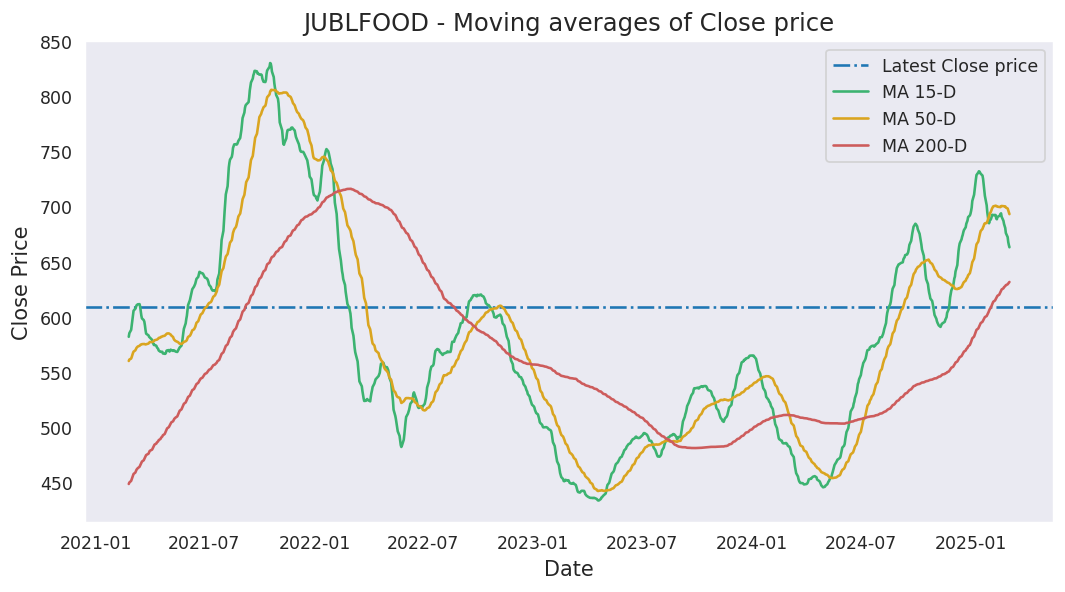 JUBLFOOD - Moving averages of Close price
Close Price
850
800
750
700
650
600
550
500
450
Latest Close price
MA 15-D
MA 50-D
MA 200-D
2021-01 2021-07 2022-01 2022-07 2023-01 2023-07 2024-01 2024-07 2025-01
Date